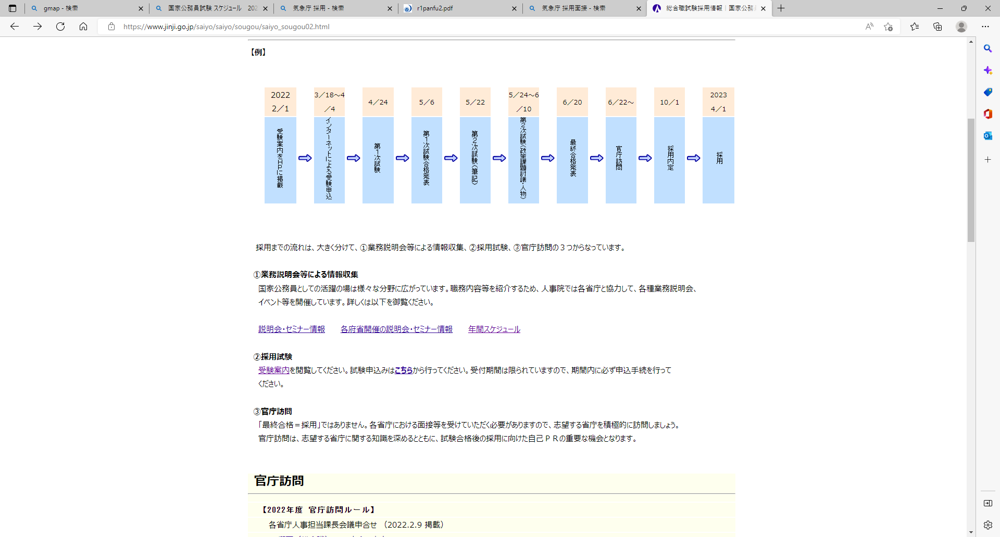 gmap - 検索
国家公務員試験 スケジュール 202
気象庁 採用 - 検索
r1panfu2.pdf
気象庁 採用面接 - 検索
総合職試験採用情報｜国家公務員
https://www.jinji.go.jp/saiyo/saiyo/sougou/saiyo_sougou02.html
【例】
2022 2／1
3／18～4／4
4／24
5／6
5／22
5／24～6／10
6／20
6／22～
10／1
2023 4／1
受験案内をHPに掲載
インターネットによる受験申込
第1次試験
第1次試験合格発表
第2次試験（筆記）
第2次試験（政策課題討議・人物）
最終合格発表
官庁訪問
採用内定
採用
採用までの流れは、大きく分けて、①業務説明会等による情報収集、②採用試験、③官庁訪問の３つからなっています。
①業務説明会等による情報収集
国家公務員としての活躍の場は様々な分野に広がっています。職務内容等を紹介するため、人事院では各省庁と協力して、各種業務説明会、
イベント等を開催しています。詳しくは以下を御覧ください。
説明会・セミナー情報 各府省開催の説明会・セミナー情報 年間スケジュール
②採用試験
受験案内を閲覧してください。試験申込みはこちらから行ってください。受付期間は限られていますので、期間内に必ず申込手続を行って
ください。
③官庁訪問
「最終合格＝採用」ではありません。各省庁における面接等を受けていただく必要がありますので、志望する省庁を積極的に訪問しましょう。
官庁訪問は、志望する省庁に関する知識を深めるとともに、試験合格後の採用に向けた自己ＰＲの重要な機会となります。
官庁訪問
【2022年度 官庁訪問ルール】
各省庁人事担当課長会議申合せ （2022.2.9 掲載）